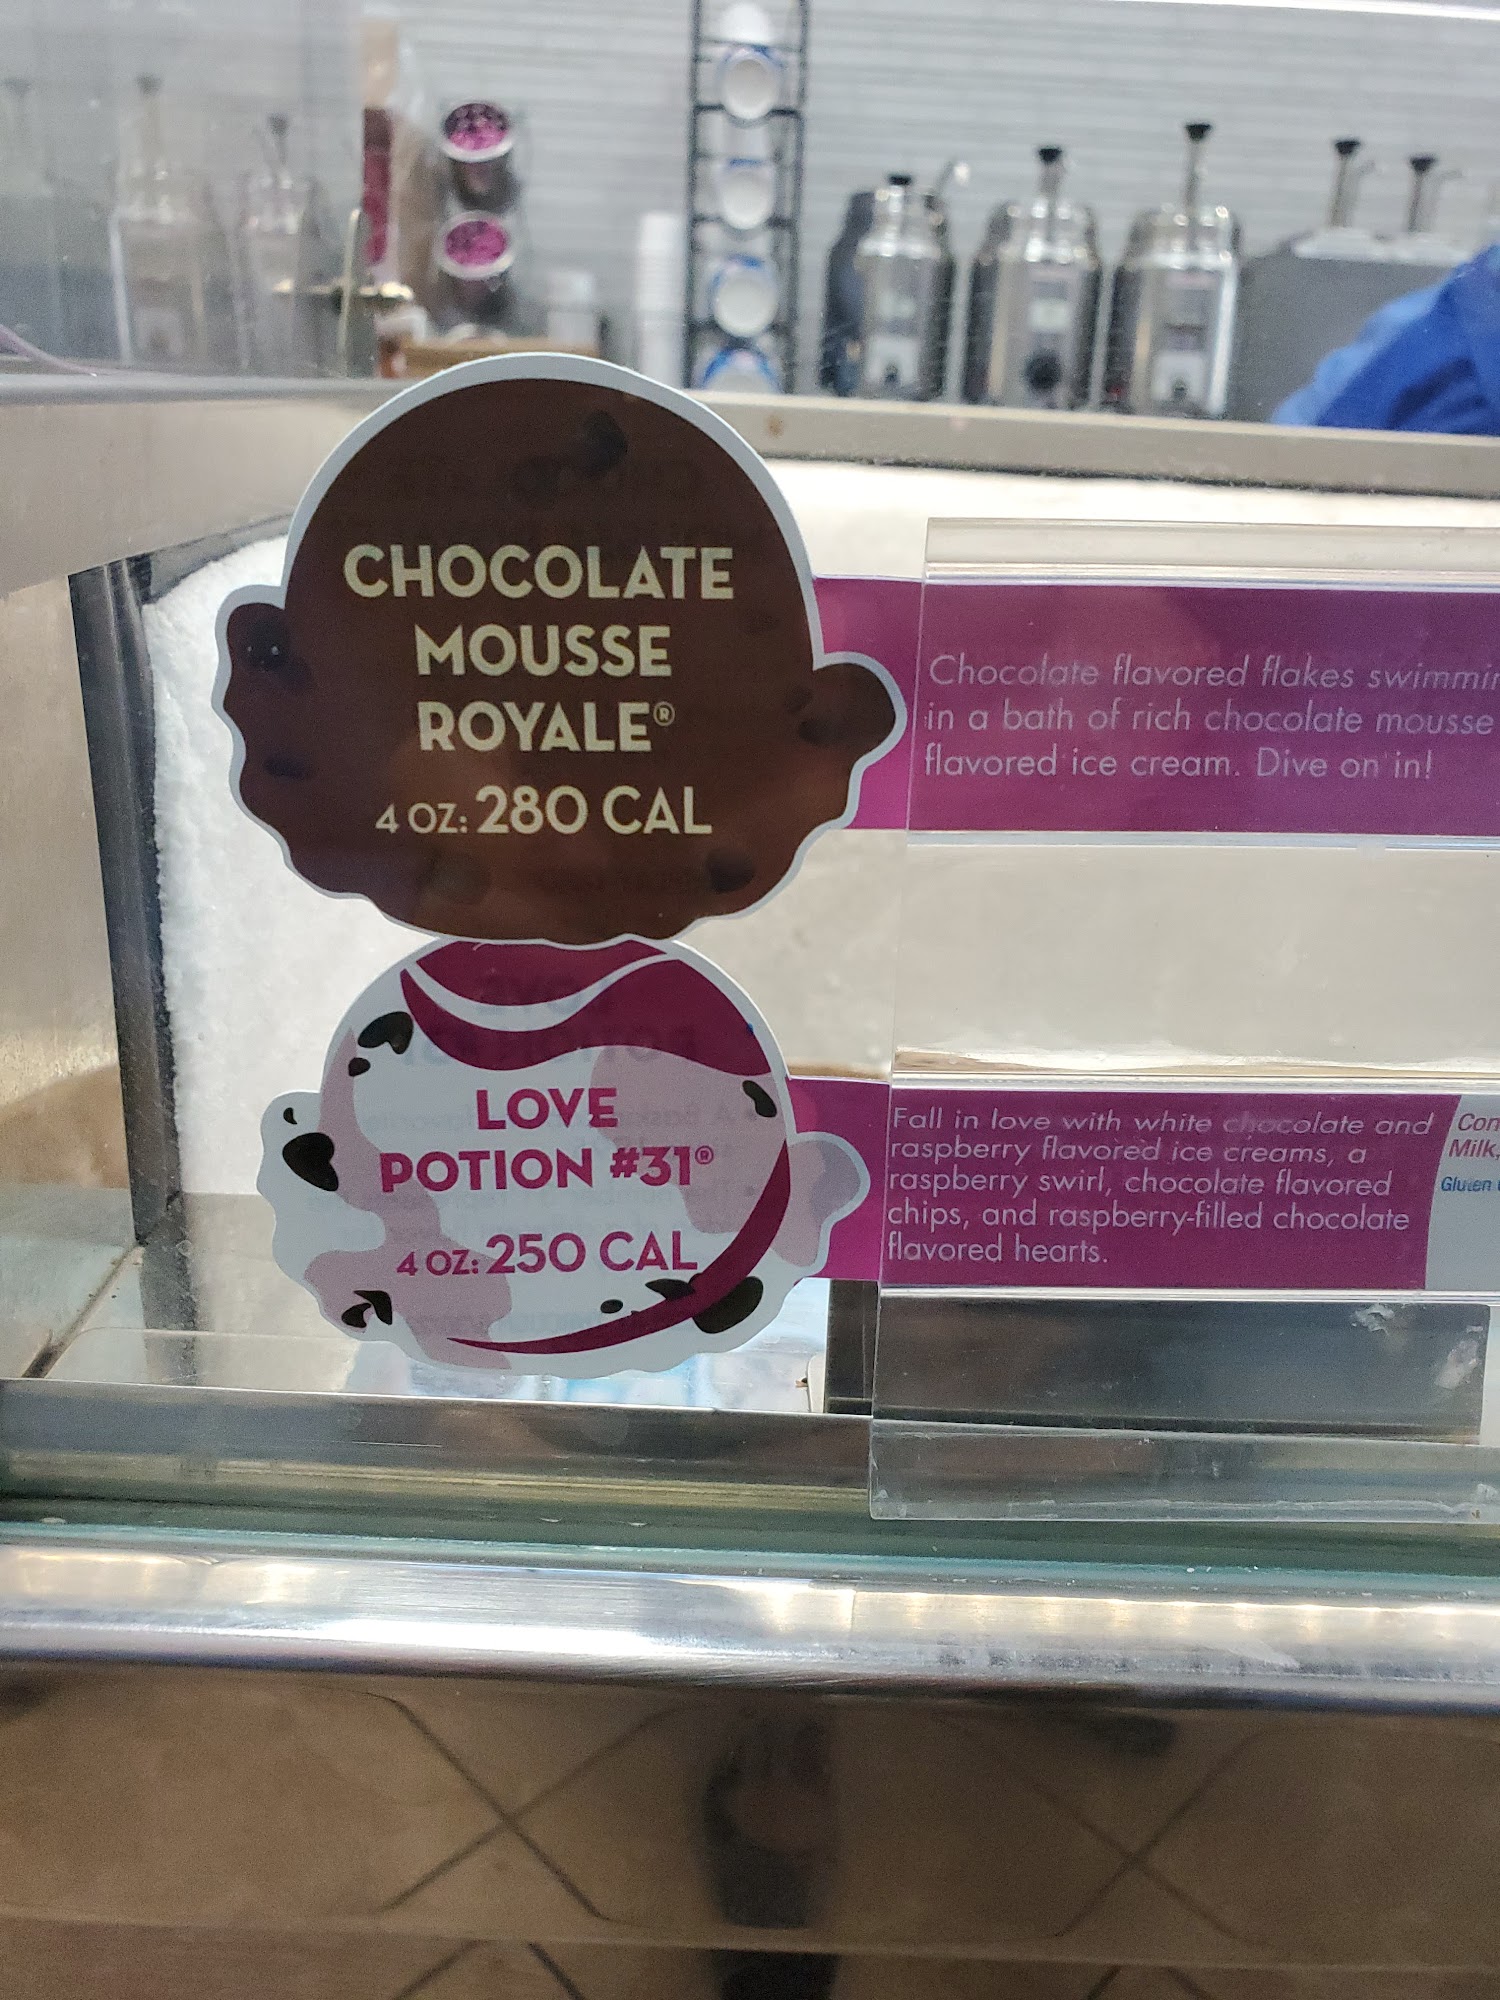 CHOCOLATE
MOUSSE
ROYALE®
4 OZ: 280 CAL
Chocolate flavored flakes
in a bath of rich chocolate mousse
flavored ice cream. Dive on in!
LOVE
POTION #31®
4 OZ: 250 CAL
Fall in love with white chocolate and
raspberry flavored ice creams, a
raspberry swirl, chocolate flavored
chips, and raspberry-filled chocolate
flavored hearts.
Milk,
Gluten